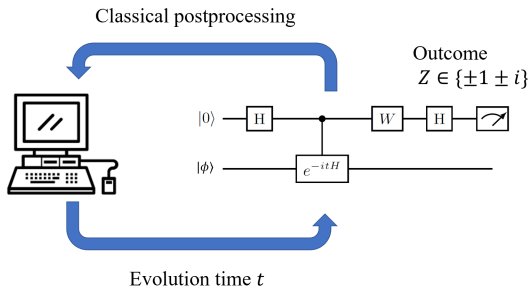 Classical postprocessing
Outcome
Z ∈ {±1 ± i}
|0⟩ H W H
|ϕ⟩ e^{-itH}
Evolution time t